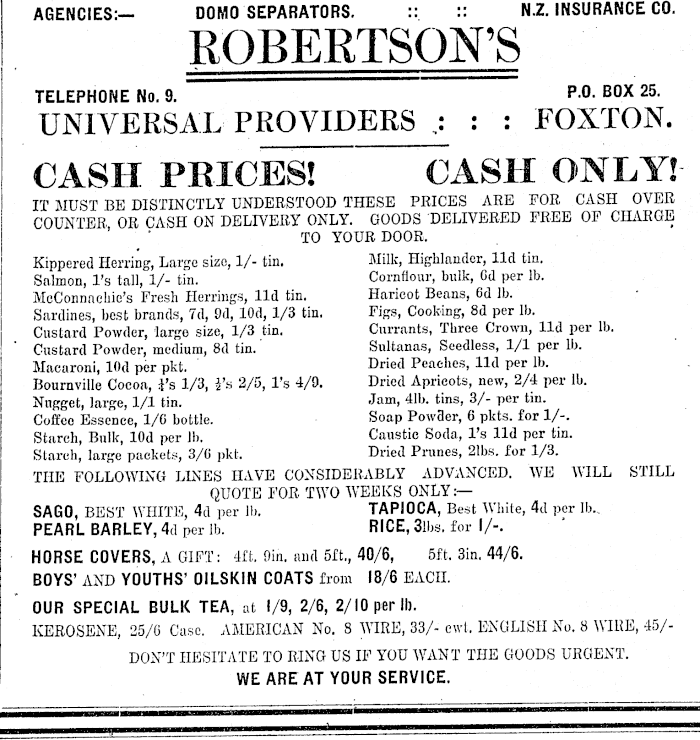 AGENCIES:— DOMO SEPARATORS. :: :: N.Z. INSURANCE CO.
ROBERTSON'S
TELEPHONE No. 9. P.O. BOX 25.
UNIVERSAL PROVIDERS : : : FOXTON.
CASH PRICES! CASH ONLY!
IT MUST BE DISTINCTLY UNDERSTOOD THESE PRICES ARE FOR CASH OVER
COUNTER, OR CASH ON DELIVERY ONLY. GOODS DELIVERED FREE OF CHARGE
TO YOUR DOOR.
Kippered Herring, Large size, 1/- tin.
Salmon, 1's tall, 1/- tin.
McConnachie's Fresh Herrings, 11d tin.
Sardines, best brands, 7d, 9d, 10d, 1/3 tin.
Custard Powder, large size, 1/3 tin.
Custard Powder, medium, 8d tin.
Macaroni, 10d per pkt.
Bournville Cocoa, ¼'s 1/3, ½'s 2/5, 1's 4/9.
Nugget, large, 1/1 tin.
Coffee Essence, 1/6 bottle.
Starch, Bulk, 10d per lb.
Starch, large packets, 3/6 pkt.
Milk, Highlander, 11d tin.
Cornflour, bulk, 6d per lb.
Haricot Beans, 6d lb.
Figs, Cooking, 8d per lb.
Currants, Three Crown, 11d per lb.
Sultanas, Seedless, 1/1 per lb.
Dried Peaches, 11d per lb.
Dried Apricots, new, 2/4 per lb.
Jam, 4lb. tins, 3/- per tin.
Soap Powder, 6 pkts. for 1/-.
Caustic Soda, 1's 11d per tin.
Dried Prunes, 2lbs. for 1/3.
THE FOLLOWING LINES HAVE CONSIDERABLY ADVANCED. WE WILL STILL
QUOTE FOR TWO WEEKS ONLY:—
SAGO, BEST WHITE, 4d per lb. TAPIOCA, Best White, 4d per lb.
PEARL BARLEY, 4d per lb. RICE, 3lbs. for 1/-.
HORSE COVERS, A GIFT: 4ft. 9in. and 5ft., 40/6, 5ft. 3in. 44/6.
BOYS' AND YOUTHS' OILSKIN COATS from 18/6 EACH.
OUR SPECIAL BULK TEA, at 1/9, 2/6, 2/10 per lb.
KEROSENE, 25/6 Case. AMERICAN No. 8 WIRE, 33/- cwt. ENGLISH No. 8 WIRE, 45/-
DON'T HESITATE TO RING US IF YOU WANT THE GOODS URGENT.
WE ARE AT YOUR SERVICE.